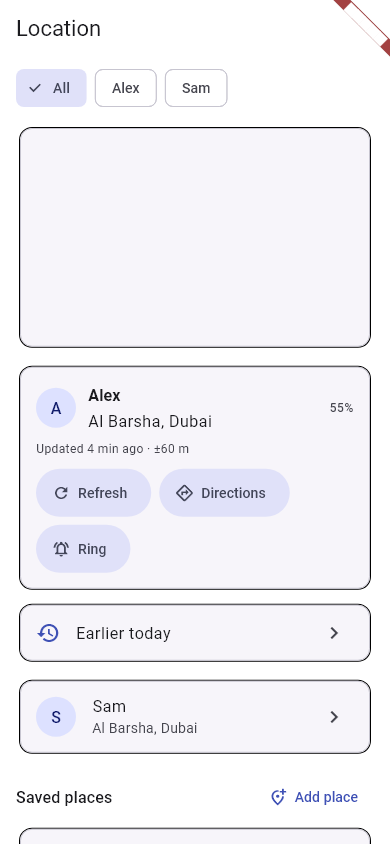 Location
All
Alex
Sam
A
Alex
Al Barsha, Dubai
55%
Updated 4 min ago · ±60 m
Refresh
Directions
Ring
Earlier today
S
Sam
Al Barsha, Dubai
Saved places
Add place